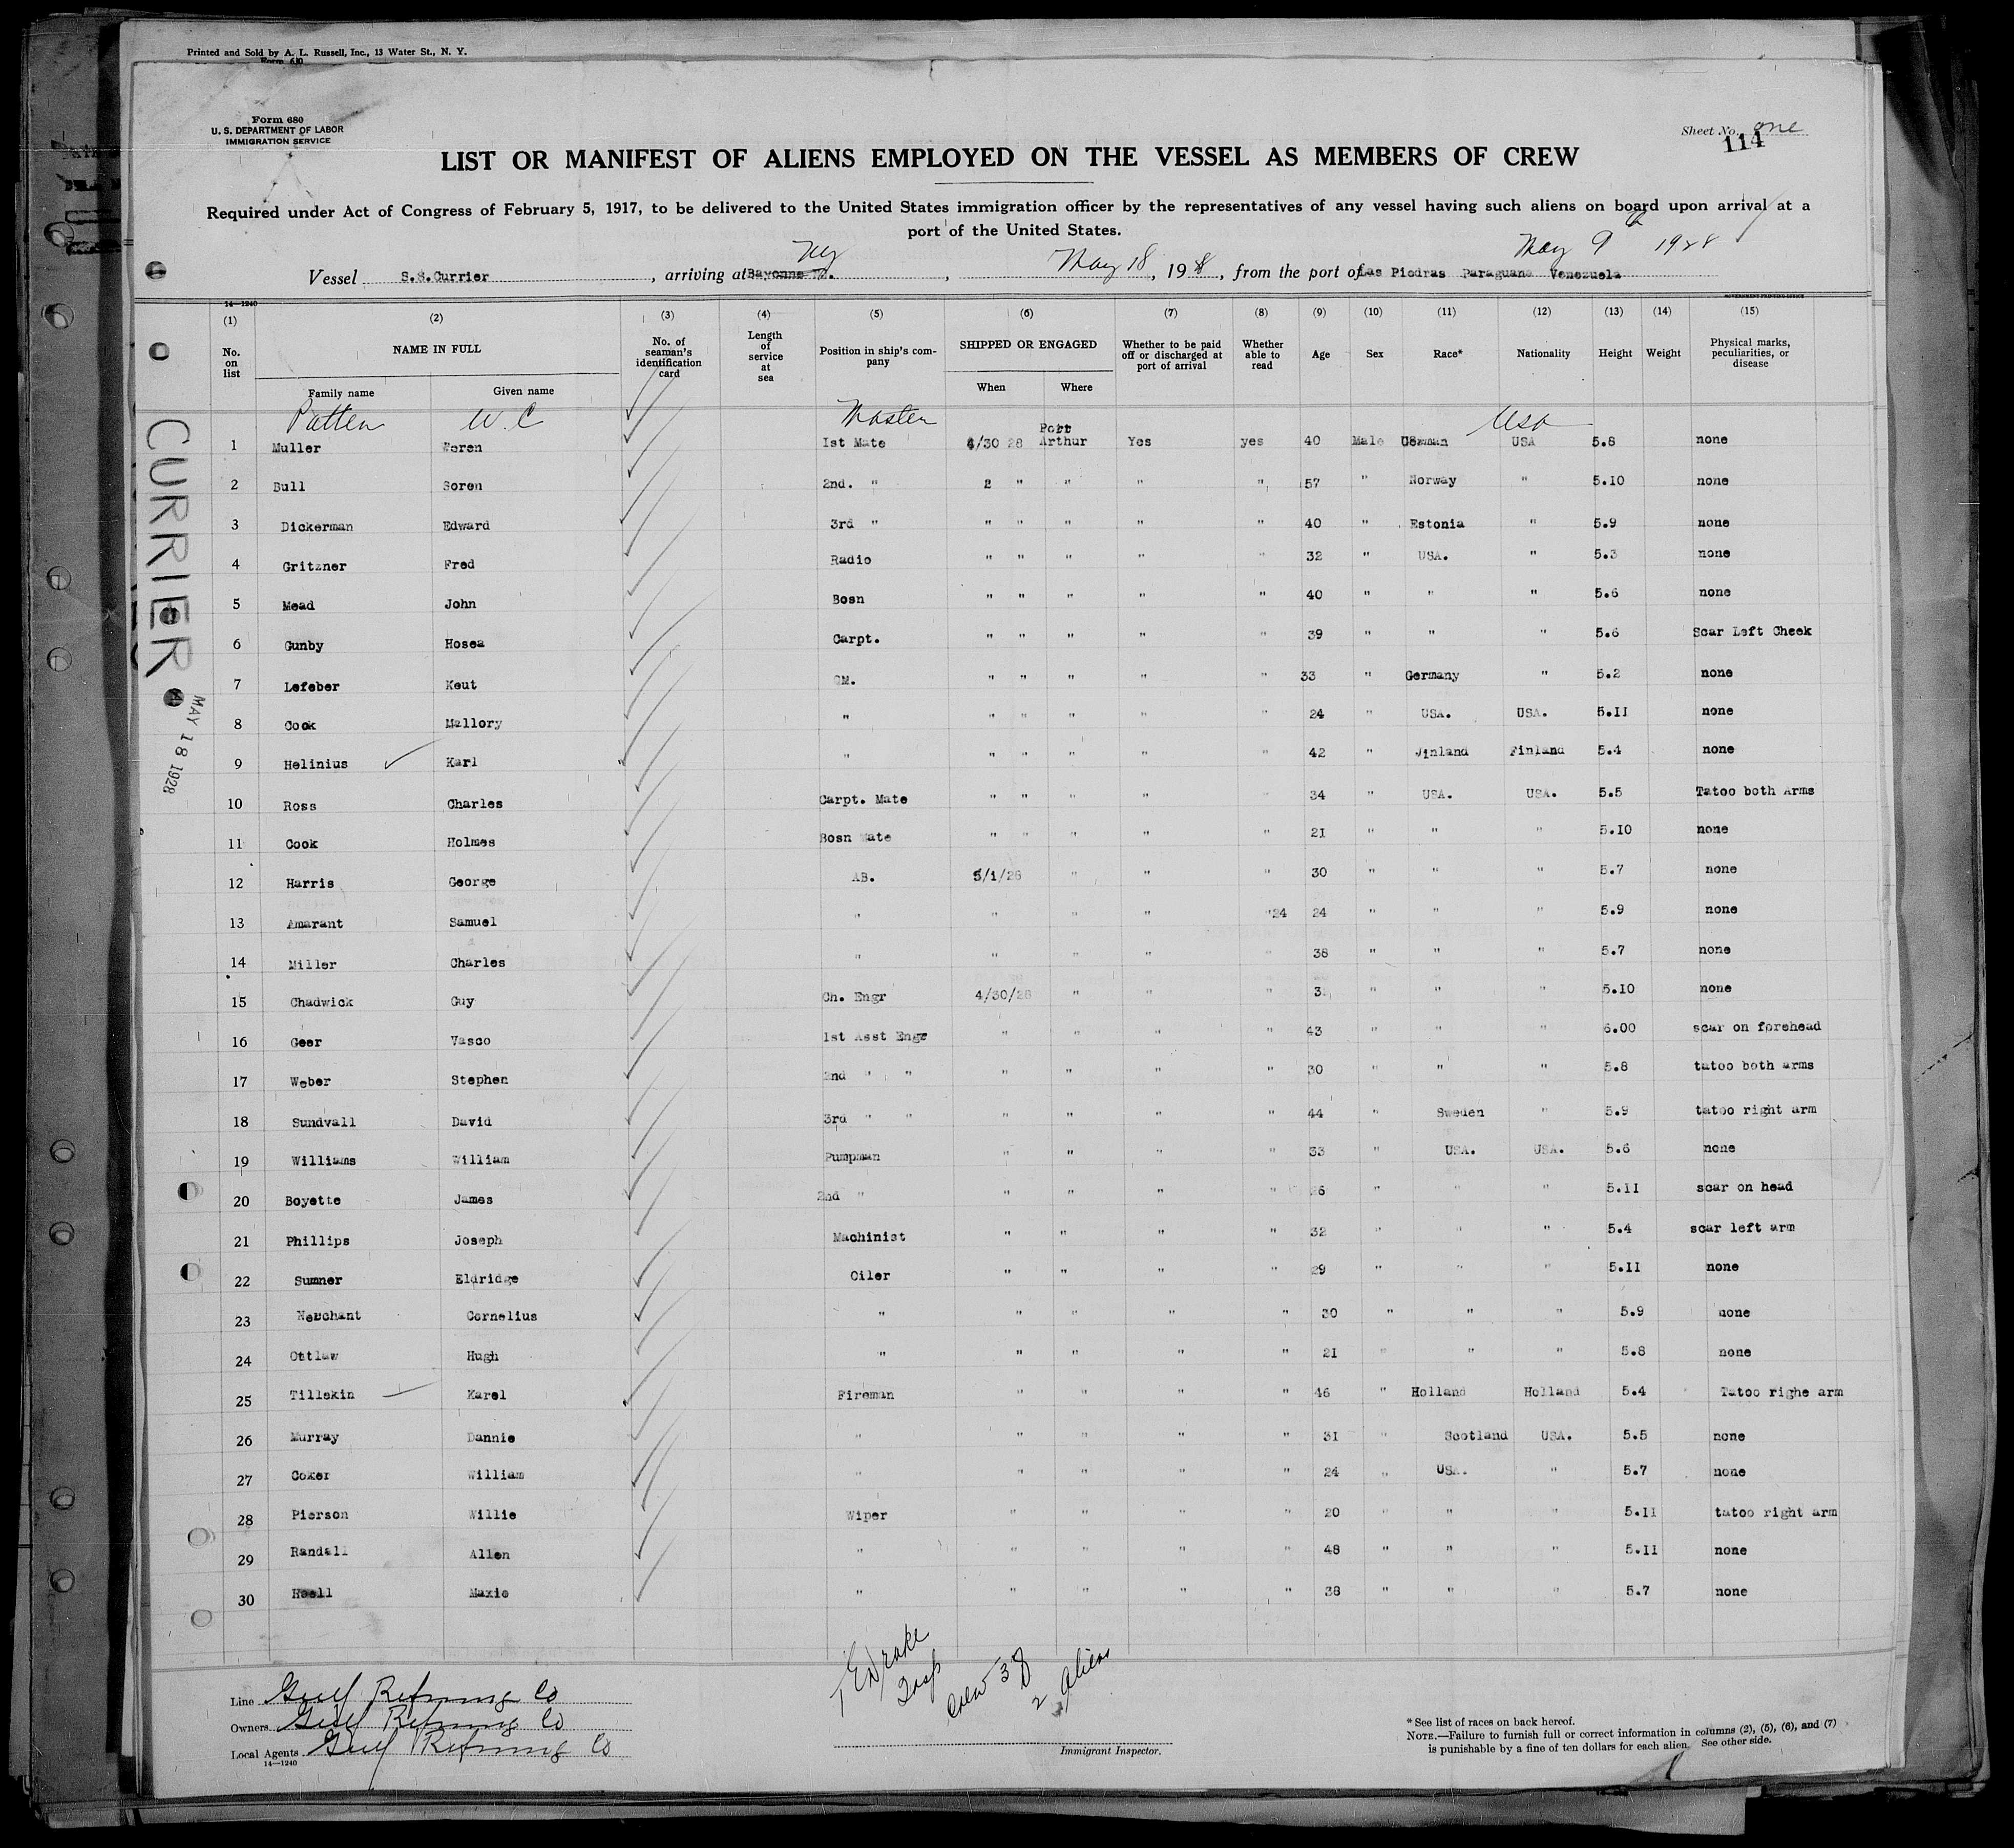 Printed and Sold by A. L. Russell, Inc., 13 Water St., N. Y.
Form 680
Form 680
U. S. DEPARTMENT OF LABOR
IMMIGRATION SERVICE
Sheet No. one
114
LIST OR MANIFEST OF ALIENS EMPLOYED ON THE VESSEL AS MEMBERS OF CREW
Required under Act of Congress of February 5, 1917, to be delivered to the United States immigration officer by the representatives of any vessel having such aliens on board upon arrival at a
port of the United States.
NY May 9th 1928
Vessel S.S.Currier, arriving at Bayonne, May 18, 1928, from the port of Las Piedras Paraguana Venezuela
14—1240 GOVERNMENT PRINTING OFFICE
(1) (2) (3) (4) (5) (6) (7) (8) (9) (10) (11) (12) (13) (14) (15)
No. on list NAME IN FULL No. of seaman's identification card Length of service at sea Position in ship's company SHIPPED OR ENGAGED Whether to be paid off or discharged at port of arrival Whether able to read Age Sex Race* Nationality Height Weight Physical marks, peculiarities, or disease
Family name Given name When Where
Patten W. C Master USA
1 Muller Soren 1st Mate 4/30 28 Port Arthur Yes yes 40 Male German USA 5.8 none
2 Bull Soren 2nd. " 2 " " " " 57 " Norway " 5.10 none
3 Dickerman Edward 3rd " " " " " " 40 " Estonia " 5.9 none
4 Gritzner Fred Radio " " " " " 32 " USA. " 5.3 none
5 Mead John Bosn " " " " " 40 " " " 5.6 none
6 Gunby Hosea Carpt. " " " " " 39 " " " 5.6 Scar Left Cheek
7 Lefeber Keut QM. " " " " " 33 " Germany " 5.2 none
8 Cook Mallory " " " " " " 24 " USA. USA. 5.11 none
9 Helinius Karl " " " " " " 42 " Finland Finland 5.4 none
10 Ross Charles Carpt. Mate " " " " " 34 " USA. USA. 5.5 Tatoo both Arms
11 Cook Holmes Bosn Mate " " " " " 21 " " " 5.10 none
12 Harris George AB. 5/1/28 " " " 30 " " " 5.7 none
13 Amarant Samuel " " " " "24 24 " " " 5.9 none
14 Miller Charles " " " " " 38 " " " 5.7 none
15 Chadwick Guy Ch. Engr 4/30/28 " " " " " " 5.10 none
16 Geer Vasco 1st Asst Engr " " " " 43 " " " 6.00 scar on forehead
17 Weber Stephen 2nd " " " " " " 30 " " " 5.8 tatoo both arms
18 Sundvall David 3rd " " " " " " 44 " Sweden " 5.9 tatoo right arm
19 Williams William Pumpman " " " " 33 " USA. USA. 5.6 none
20 Boyette James 2nd " " " " " 26 " " " 5.11 scar on head
21 Phillips Joseph Machinist " " " " 32 " " " 5.4 scar left arm
22 Sumner Eldridge Oiler " " " " 29 " " " 5.11 none
23 Cornelius " " " " " 30 " " " 5.9 none
24 Outlaw Hugh " " " " " 21 " " " 5.8 none
25 Tillekin Karel Fireman " " " " 46 " Holland Holland 5.4 Tatoo righe arm
26 Murray Dannie " " " " " 31 " Scotland USA. 5.5 none
27 Coker William " " " " " 24 " USA. " 5.7 none
28 Pierson Willie Wiper " " " " 20 " " " 5.11 tatoo right arm
29 Randall Allen " " " " " 48 " " " 5.11 none
30 Maxie " " " " " 38 " " " 5.7 none
CURRIER
MAY 18 1928
Line Gulf Refining Co
Owners Gulf Refining Co
Local Agents Gulf Refining Co
14—1240
Drake
Insp
Crew 38
2 Aliens
Immigrant Inspector.
* See list of races on back hereof.
NOTE.—Failure to furnish full or correct information in columns (2), (5), (6), and (7)
is punishable by a fine of ten dollars for each alien. See other side.